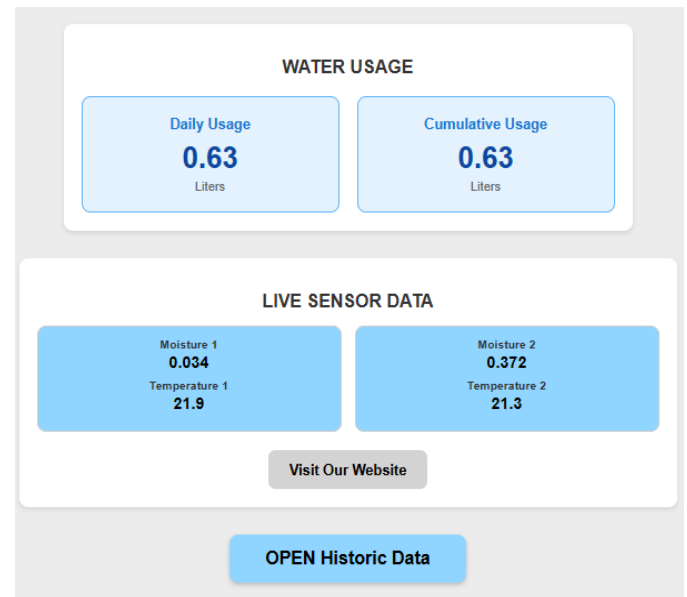 WATER USAGE
Daily Usage
0.63
Liters
Cumulative Usage
0.63
Liters
LIVE SENSOR DATA
Moisture 1
0.034
Temperature 1
21.9
Moisture 2
0.372
Temperature 2
21.3
Visit Our Website
OPEN Historic Data